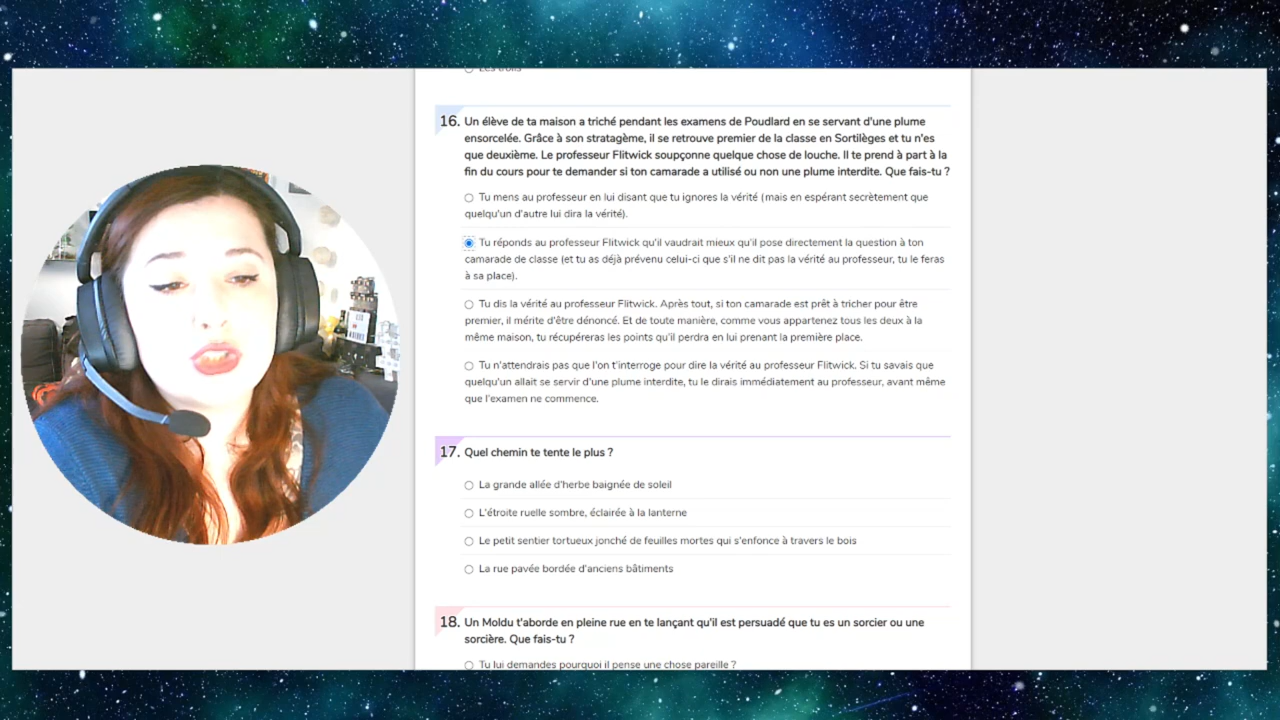 Les trolls
16. Un élève de ta maison a triché pendant les examens de Poudlard en se servant d'une plume
ensorcelée. Grâce à son stratagème, il se retrouve premier de la classe en Sortilèges et tu n'es
que deuxième. Le professeur Flitwick soupçonne quelque chose de louche. Il te prend à part à la
fin du cours pour te demander si ton camarade a utilisé ou non une plume interdite. Que fais-tu ?
Tu mens au professeur en lui disant que tu ignores la vérité (mais en espérant secrètement que
quelqu'un d'autre lui dira la vérité).
Tu réponds au professeur Flitwick qu'il vaudrait mieux qu'il pose directement la question à ton
camarade de classe (et tu as déjà prévenu celui-ci que s'il ne dit pas la vérité au professeur, tu le feras
à sa place).
Tu dis la vérité au professeur Flitwick. Après tout, si ton camarade est prêt à tricher pour être
premier, il mérite d'être dénoncé. Et de toute manière, comme vous appartenez tous les deux à la
même maison, tu récupéreras les points qu'il perdra en lui prenant la première place.
Tu n'attendrais pas que l'on t'interroge pour dire la vérité au professeur Flitwick. Si tu savais que
quelqu'un allait se servir d'une plume interdite, tu le dirais immédiatement au professeur, avant même
que l'examen ne commence.
17. Quel chemin te tente le plus ?
La grande allée d'herbe baignée de soleil
L'étroite ruelle sombre, éclairée à la lanterne
Le petit sentier tortueux jonché de feuilles mortes qui s'enfonce à travers le bois
La rue pavée bordée d'anciens bâtiments
18. Un Moldu t'aborde en pleine rue en te lançant qu'il est persuadé que tu es un sorcier ou une
sorcière. Que fais-tu ?
Tu lui demandes pourquoi il pense une chose pareille ?